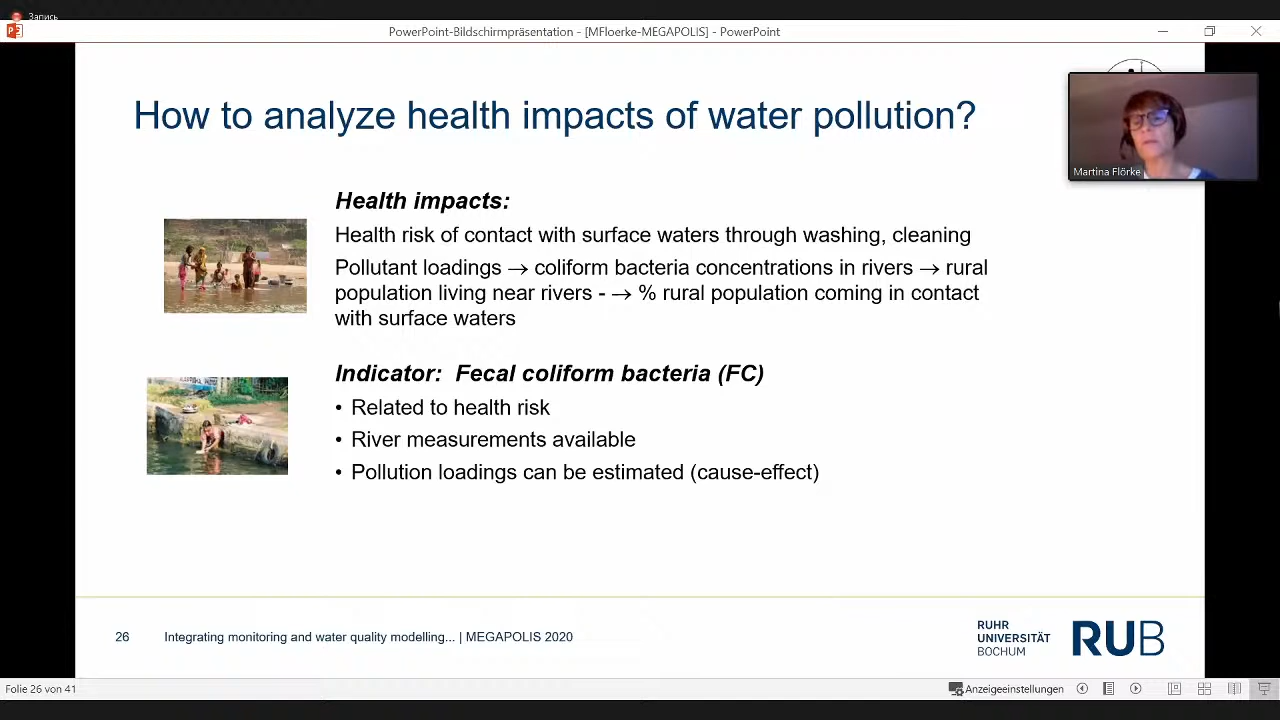 Запись
PowerPoint-Bildschirmpräsentation - [MFloerke-MEGAPOLIS] - PowerPoint
How to analyze health impacts of water pollution?
Martina Flörke
Health impacts:
Health risk of contact with surface waters through washing, cleaning
Pollutant loadings → coliform bacteria concentrations in rivers → rural
population living near rivers - → % rural population coming in contact
with surface waters
Indicator: Fecal coliform bacteria (FC)
• Related to health risk
• River measurements available
• Pollution loadings can be estimated (cause-effect)
26 Integrating monitoring and water quality modelling... | MEGAPOLIS 2020
RUHR
UNIVERSITÄT
BOCHUM
RUB
Folie 26 von 41
Anzeigeeinstellungen